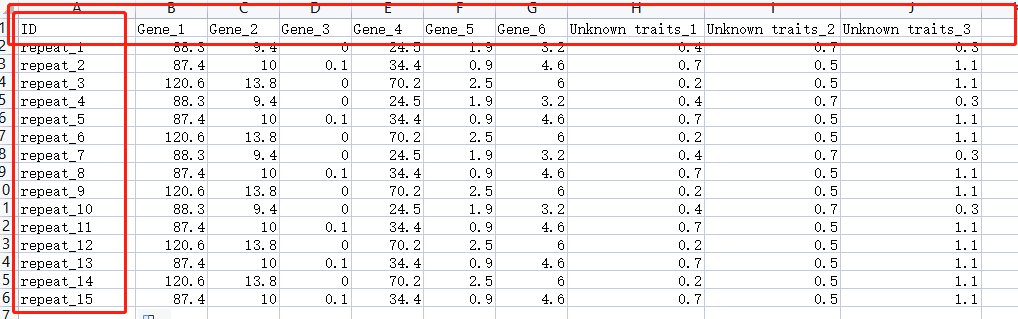 A B C D E F G H I J
1 ID Gene_1 Gene_2 Gene_3 Gene_4 Gene_5 Gene_6 Unknown traits_1 Unknown traits_2 Unknown traits_3
2 repeat_1 88.3 9.4 0 24.5 1.9 3.2 0.4 0.7 0.3
3 repeat_2 87.4 10 0.1 34.4 0.9 4.6 0.7 0.5 1.1
4 repeat_3 120.6 13.8 0 70.2 2.5 6 0.2 0.5 1.1
5 repeat_4 88.3 9.4 0 24.5 1.9 3.2 0.4 0.7 0.3
6 repeat_5 87.4 10 0.1 34.4 0.9 4.6 0.7 0.5 1.1
7 repeat_6 120.6 13.8 0 70.2 2.5 6 0.2 0.5 1.1
8 repeat_7 88.3 9.4 0 24.5 1.9 3.2 0.4 0.7 0.3
9 repeat_8 87.4 10 0.1 34.4 0.9 4.6 0.7 0.5 1.1
0 repeat_9 120.6 13.8 0 70.2 2.5 6 0.2 0.5 1.1
1 repeat_10 88.3 9.4 0 24.5 1.9 3.2 0.4 0.7 0.3
2 repeat_11 87.4 10 0.1 34.4 0.9 4.6 0.7 0.5 1.1
3 repeat_12 120.6 13.8 0 70.2 2.5 6 0.2 0.5 1.1
4 repeat_13 87.4 10 0.1 34.4 0.9 4.6 0.7 0.5 1.1
5 repeat_14 120.6 13.8 0 70.2 2.5 6 0.2 0.5 1.1
6 repeat_15 87.4 10 0.1 34.4 0.9 4.6 0.7 0.5 1.1
7